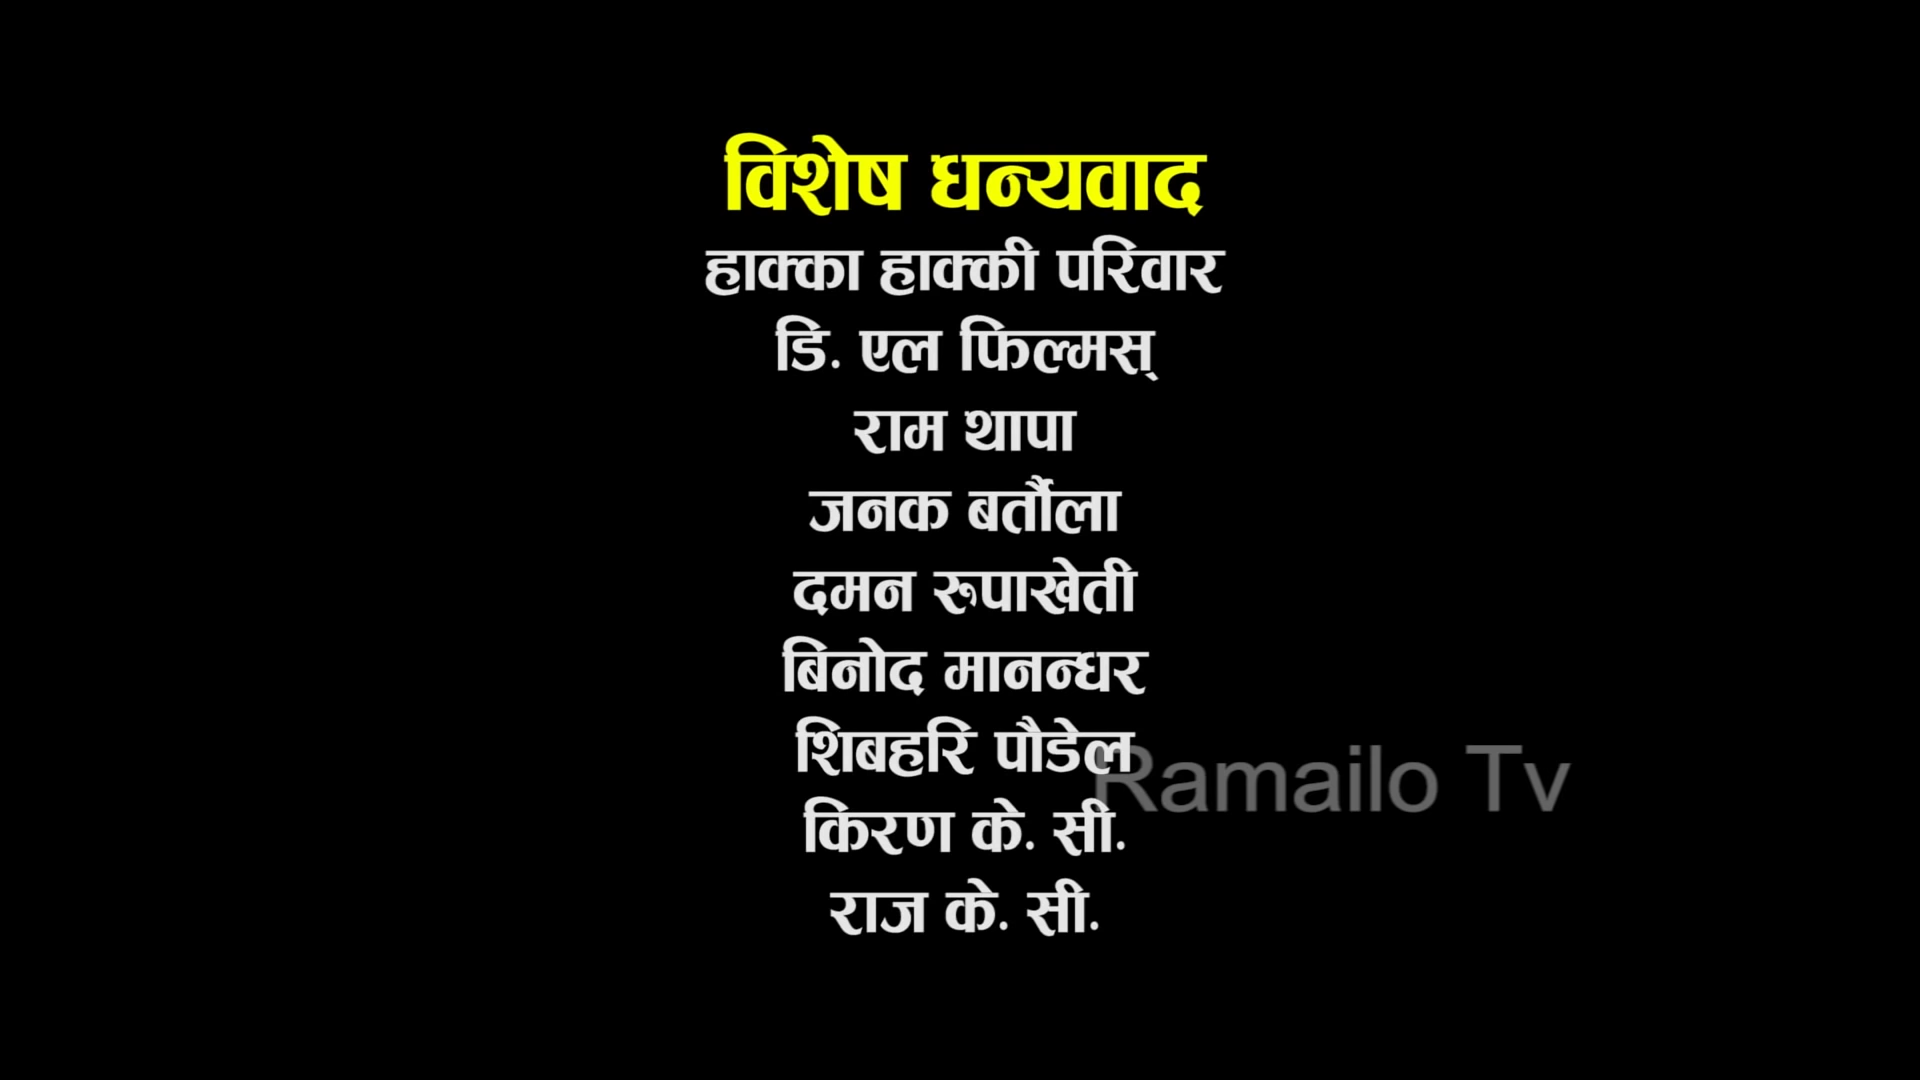 विशेष धन्यवाद
हाक्का हाक्की परिवार
डि. एल फिल्मस्
राम थापा
जनक बर्तौला
दमन रुपाखेती
बिनोद मानन्धर
शिबहरि पौडेल
Ramailo Tv
किरण के. सी.
राज के. सी.